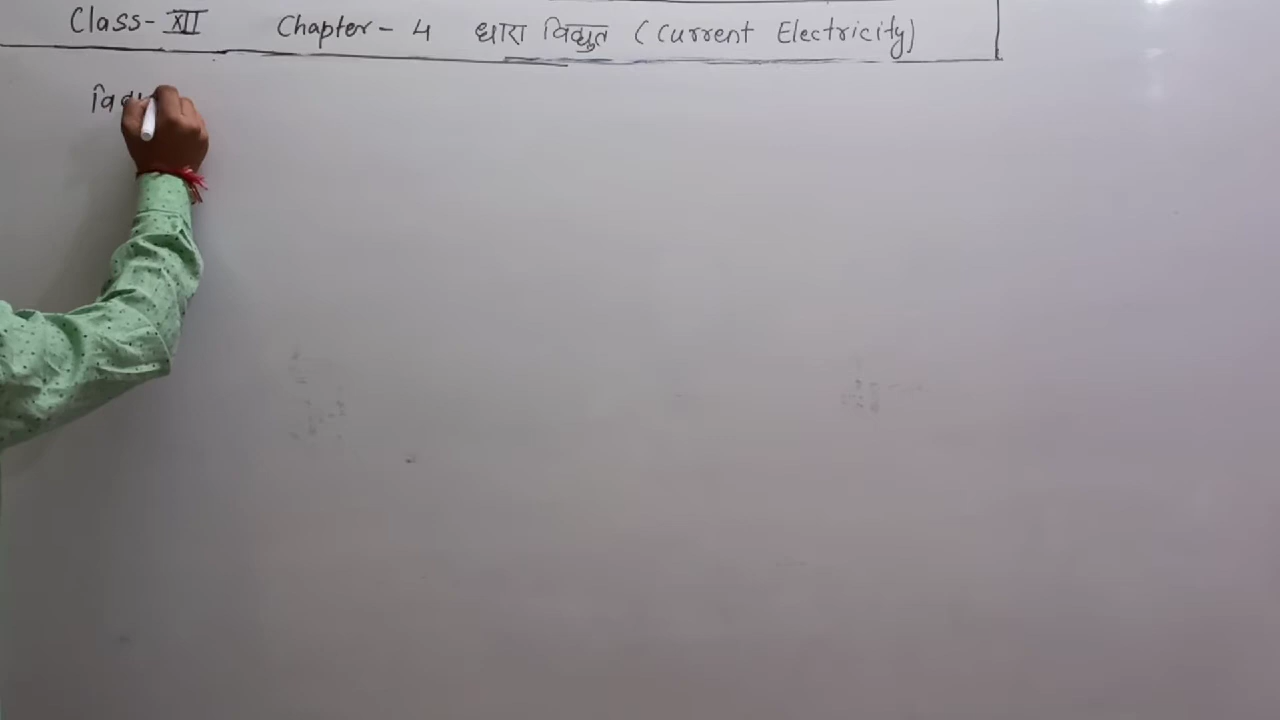 Class- XII Chapter- 4 धारा विद्युत (Current Electricity)